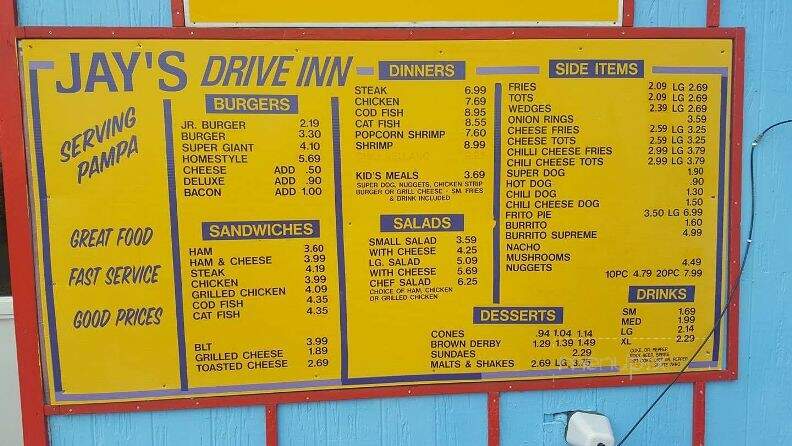 JAY'S DRIVE INN
SERVING
PAMPA
GREAT FOOD
FAST SERVICE
GOOD PRICES
BURGERS
JR. BURGER 2.19
BURGER 3.30
SUPER GIANT 4.10
HOMESTYLE 5.69
CHEESE ADD .50
DELUXE ADD .90
BACON ADD 1.00
SANDWICHES
HAM 3.60
HAM & CHEESE 3.99
STEAK 4.19
CHICKEN 3.99
GRILLED CHICKEN 4.09
COD FISH 4.35
CAT FISH 4.35
BLT 3.99
GRILLED CHEESE 1.89
TOASTED CHEESE 2.69
DINNERS
STEAK 6.99
CHICKEN 7.69
COD FISH 8.95
CAT FISH 8.55
POPCORN SHRIMP 7.60
SHRIMP 8.99
KID'S MEALS 3.69
SUPER DOG, NUGGETS, CHICKEN STRIP
BURGER OR GRILL CHEESE - SM. FRIES
& DRINK INCLUDED
SALADS
SMALL SALAD 3.59
WITH CHEESE 4.25
LG. SALAD 5.09
WITH CHEESE 5.69
CHEF SALAD 6.25
CHOICE OF HAM, CHICKEN
OR GRILLED CHICKEN
SIDE ITEMS
FRIES 2.09 LG 2.69
TOTS 2.09 LG 2.69
WEDGES 2.39 LG 2.69
ONION RINGS 3.59
CHEESE FRIES 2.59 LG 3.25
CHEESE TOTS 2.59 LG 3.25
CHILLI CHEESE FRIES 2.99 LG 3.79
CHILI CHEESE TOTS 2.99 LG 3.79
SUPER DOG 1.90
HOT DOG .90
CHILI DOG 1.30
CHILI CHEESE DOG 1.50
FRITO PIE 3.50 LG 6.99
BURRITO 1.60
BURRITO SUPREME 4.99
NACHO
MUSHROOMS 4.49
NUGGETS 10PC 4.79 20PC 7.99
DESSERTS
CONES .94 1.04 1.14
BROWN DERBY 1.29 1.39 1.49
SUNDAES 2.29
MALTS & SHAKES 2.69 LG 3.75
DRINKS
SM 1.69
MED 1.99
LG 2.14
XL 2.29